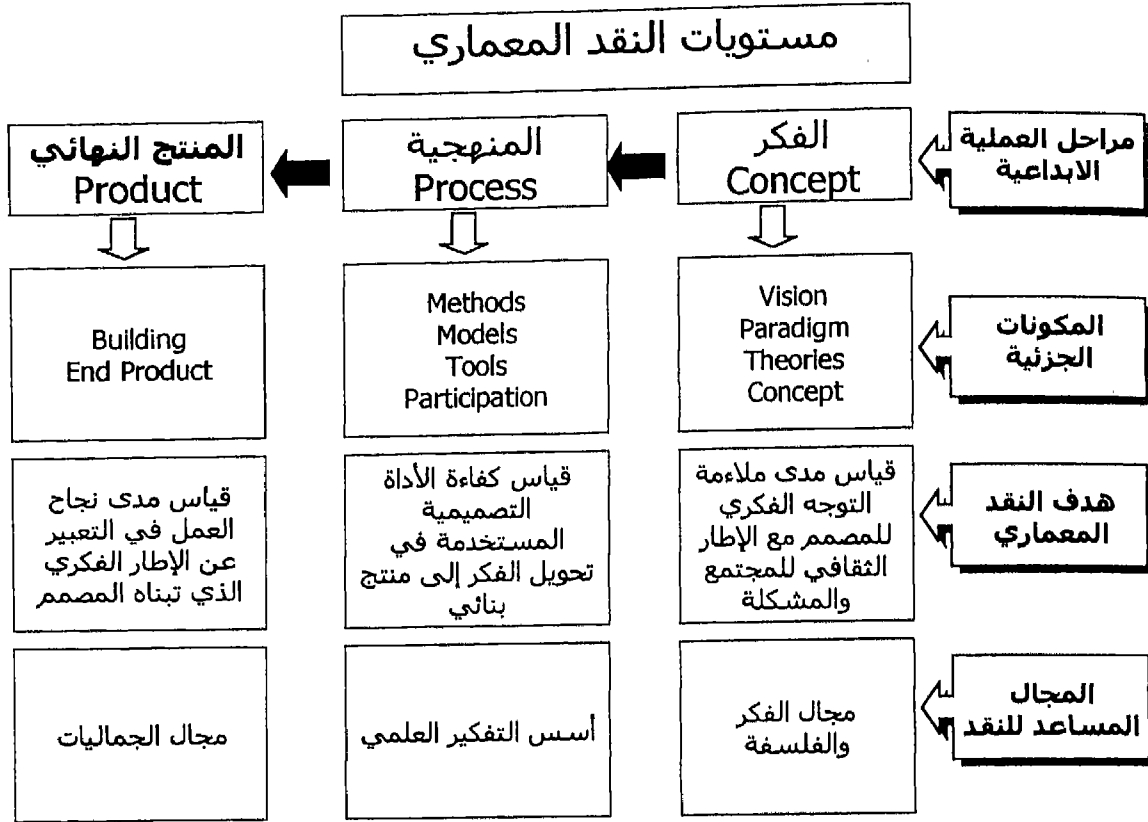 مستويات النقد المعماري
مراحل العملية
الابداعية
الفكر
Concept
المنهجية
Process
المنتج النهائي
Product
المكونات
الجزئية
Vision
Paradigm
Theories
Concept
Methods
Models
Tools
Participation
Building
End Product
هدف النقد
المعماري
قياس مدى ملاءمة
التوجه الفكري
للمصمم مع الإطار
الثقافي للمجتمع
والمشكلة
قياس كفاءة الأداة
التصميمية
المستخدمة في
تحويل الفكر إلى منتج
بنائي
قياس مدى نجاح
العمل في التعبير
عن الإطار الفكري
الذي تبناه المصمم
المجال
المساعد للنقد
مجال الفكر
والفلسفة
أسس التفكير العلمي
مجال الجماليات